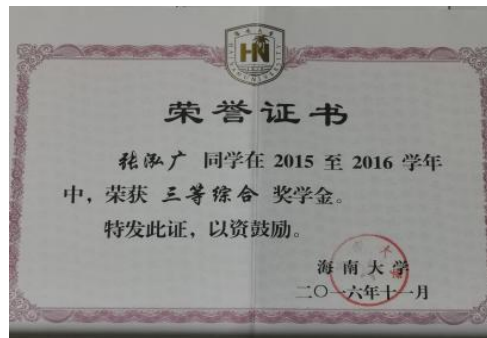 HN
荣誉证书
张泓广 同学在 2015 至 2016 学年
中，荣获 三等综合 奖学金。
特发此证，以资鼓励。
海南大学
二〇一六年十一月